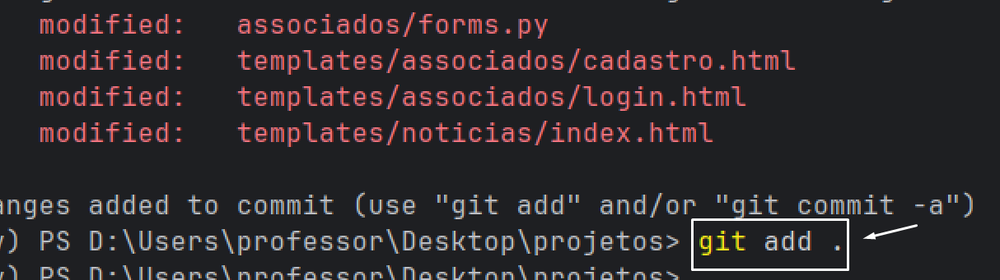 modified:   associados/forms.py
modified:   templates/associados/cadastro.html
modified:   templates/associados/login.html
modified:   templates/noticias/index.html
anges added to commit (use "git add" and/or "git commit -a")
) PS D:\Users\professor\Desktop\projetos> git add .
) PS D:\Users\professor\Desktop\projetos>